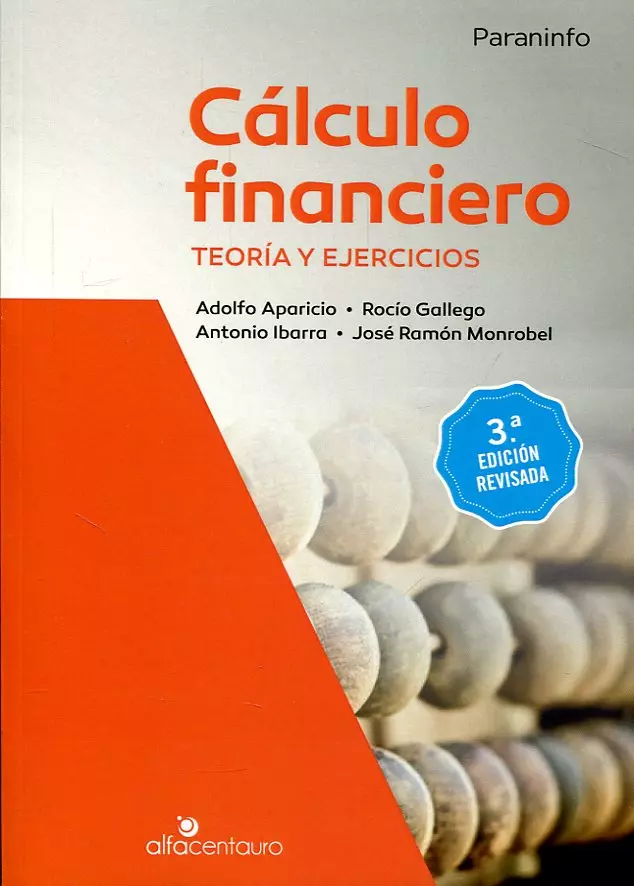 Paraninfo
Cálculo
financiero
TEORÍA Y EJERCICIOS
Adolfo Aparicio • Rocío Gallego
Antonio Ibarra • José Ramón Monrobel
3.ª
EDICIÓN
REVISADA
alfacentauro